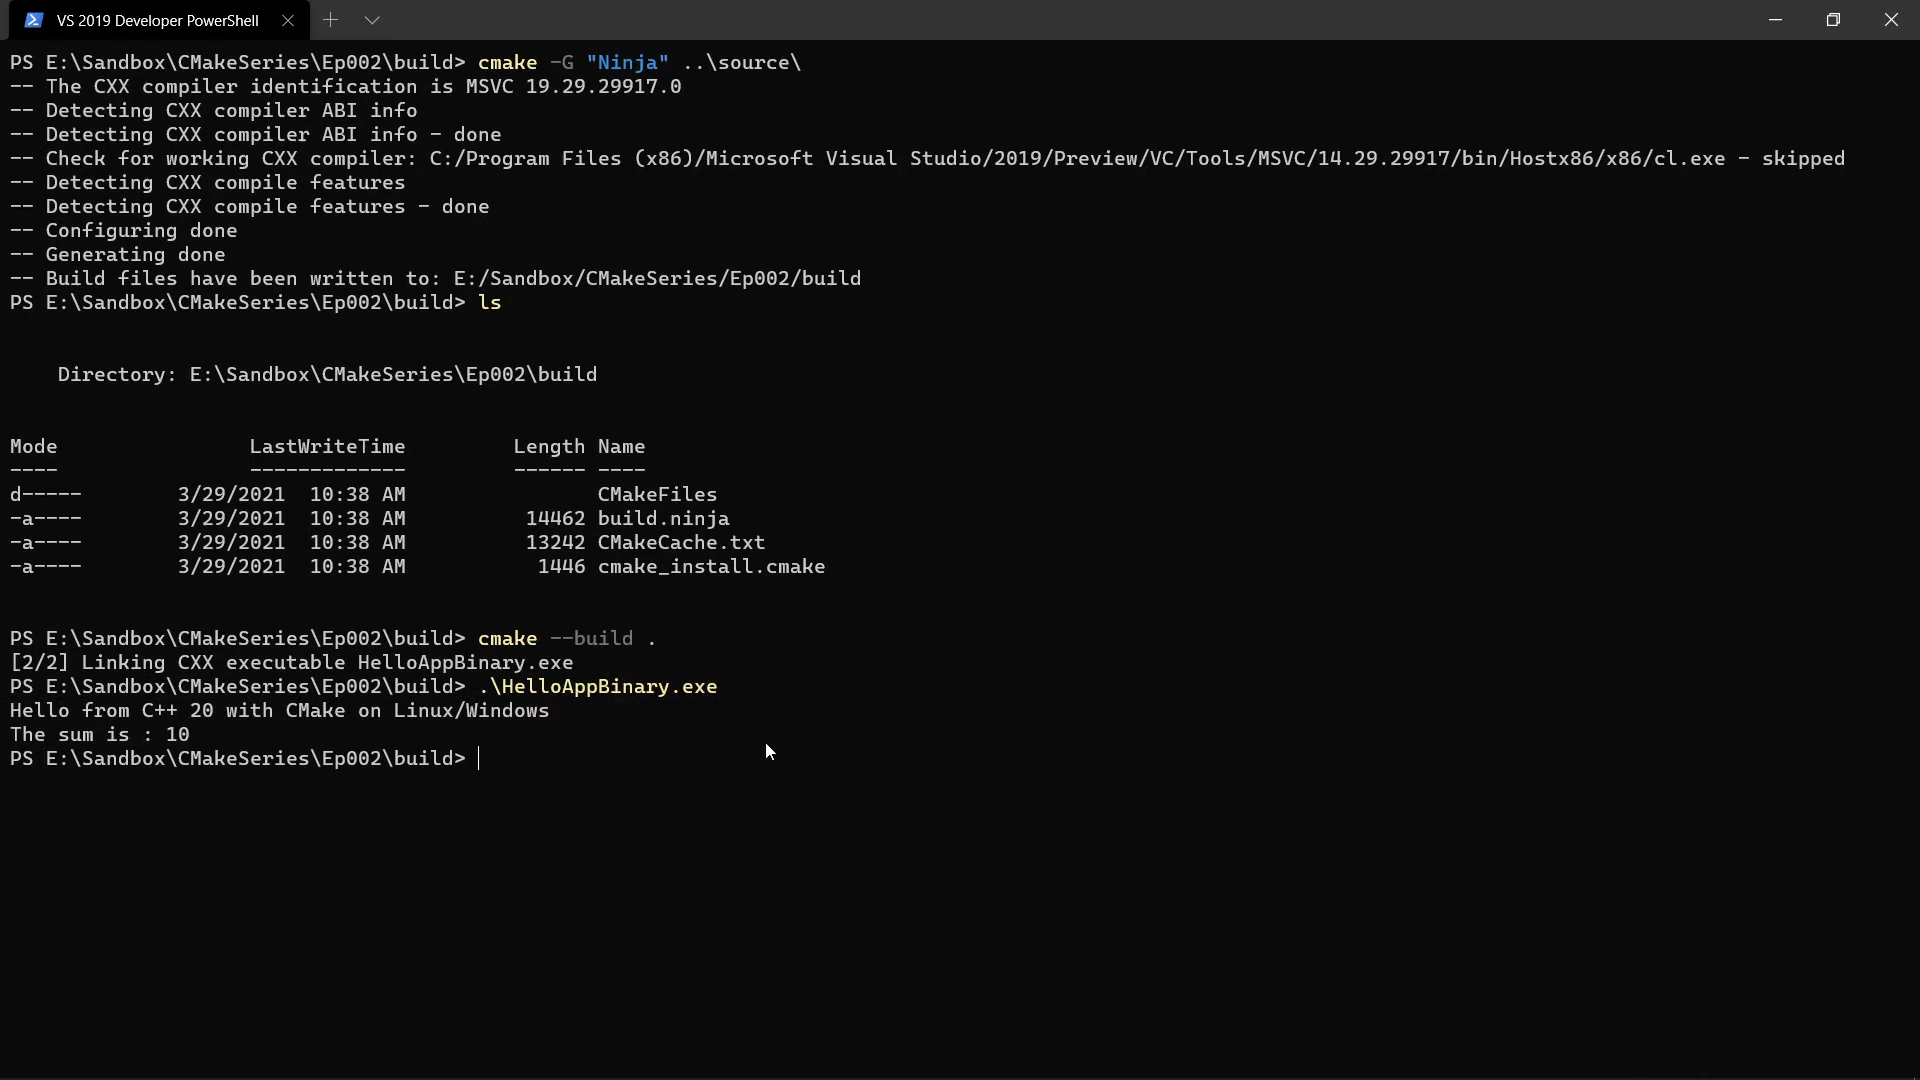 VS 2019 Developer PowerShell
PS E:\Sandbox\CMakeSeries\Ep002\build> cmake -G "Ninja" ..\source\
-- The CXX compiler identification is MSVC 19.29.29917.0
-- Detecting CXX compiler ABI info
-- Detecting CXX compiler ABI info - done
-- Check for working CXX compiler: C:/Program Files (x86)/Microsoft Visual Studio/2019/Preview/VC/Tools/MSVC/14.29.29917/bin/Hostx86/x86/cl.exe - skipped
-- Detecting CXX compile features
-- Detecting CXX compile features - done
-- Configuring done
-- Generating done
-- Build files have been written to: E:/Sandbox/CMakeSeries/Ep002/build
PS E:\Sandbox\CMakeSeries\Ep002\build> ls
    Directory: E:\Sandbox\CMakeSeries\Ep002\build
Mode                LastWriteTime         Length Name
----                -------------         ------ ----
d-----        3/29/2021  10:38 AM                CMakeFiles
-a----        3/29/2021  10:38 AM          14462 build.ninja
-a----        3/29/2021  10:38 AM          13242 CMakeCache.txt
-a----        3/29/2021  10:38 AM           1446 cmake_install.cmake
PS E:\Sandbox\CMakeSeries\Ep002\build> cmake --build .
[2/2] Linking CXX executable HelloAppBinary.exe
PS E:\Sandbox\CMakeSeries\Ep002\build> .\HelloAppBinary.exe
Hello from C++ 20 with CMake on Linux/Windows
The sum is : 10
PS E:\Sandbox\CMakeSeries\Ep002\build>